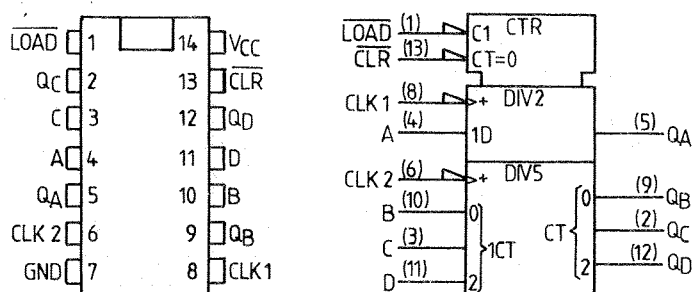 LOAD 1 14 VCC
QC 2 13 CLR
C 3 12 QD
A 4 11 D
QA 5 10 B
CLK 2 6 9 QB
GND 7 8 CLK1
LOAD (1) C1 CTR
CLR (13) CT=0
CLK 1 (8) + DIV2
A (4) 1D (5) QA
CLK 2 (6) + DIV5
B (10) 0 0 (9) QB
C (3) 1CT CT (2) QC
D (11) 2 2 (12) QD